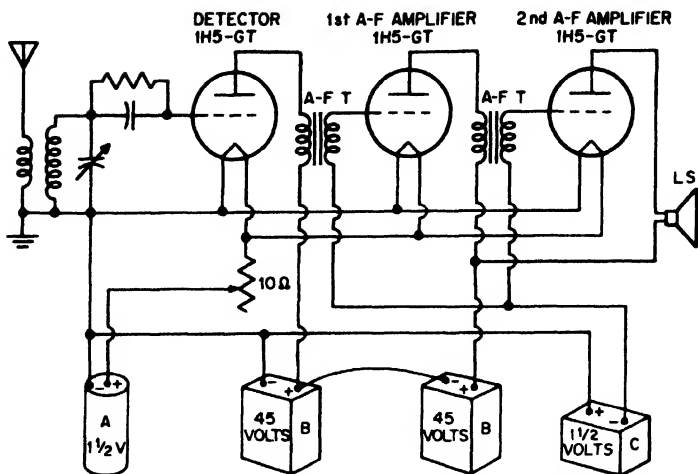 DETECTOR
1H5-GT
1st A-F AMPLIFIER
1H5-GT
2nd A-F AMPLIFIER
1H5-GT
A-F T
A-F T
LS
10Ω
- +
A
1½ V
- +
45
VOLTS
B
- +
45
VOLTS
B
+ -
1½
VOLTS
C